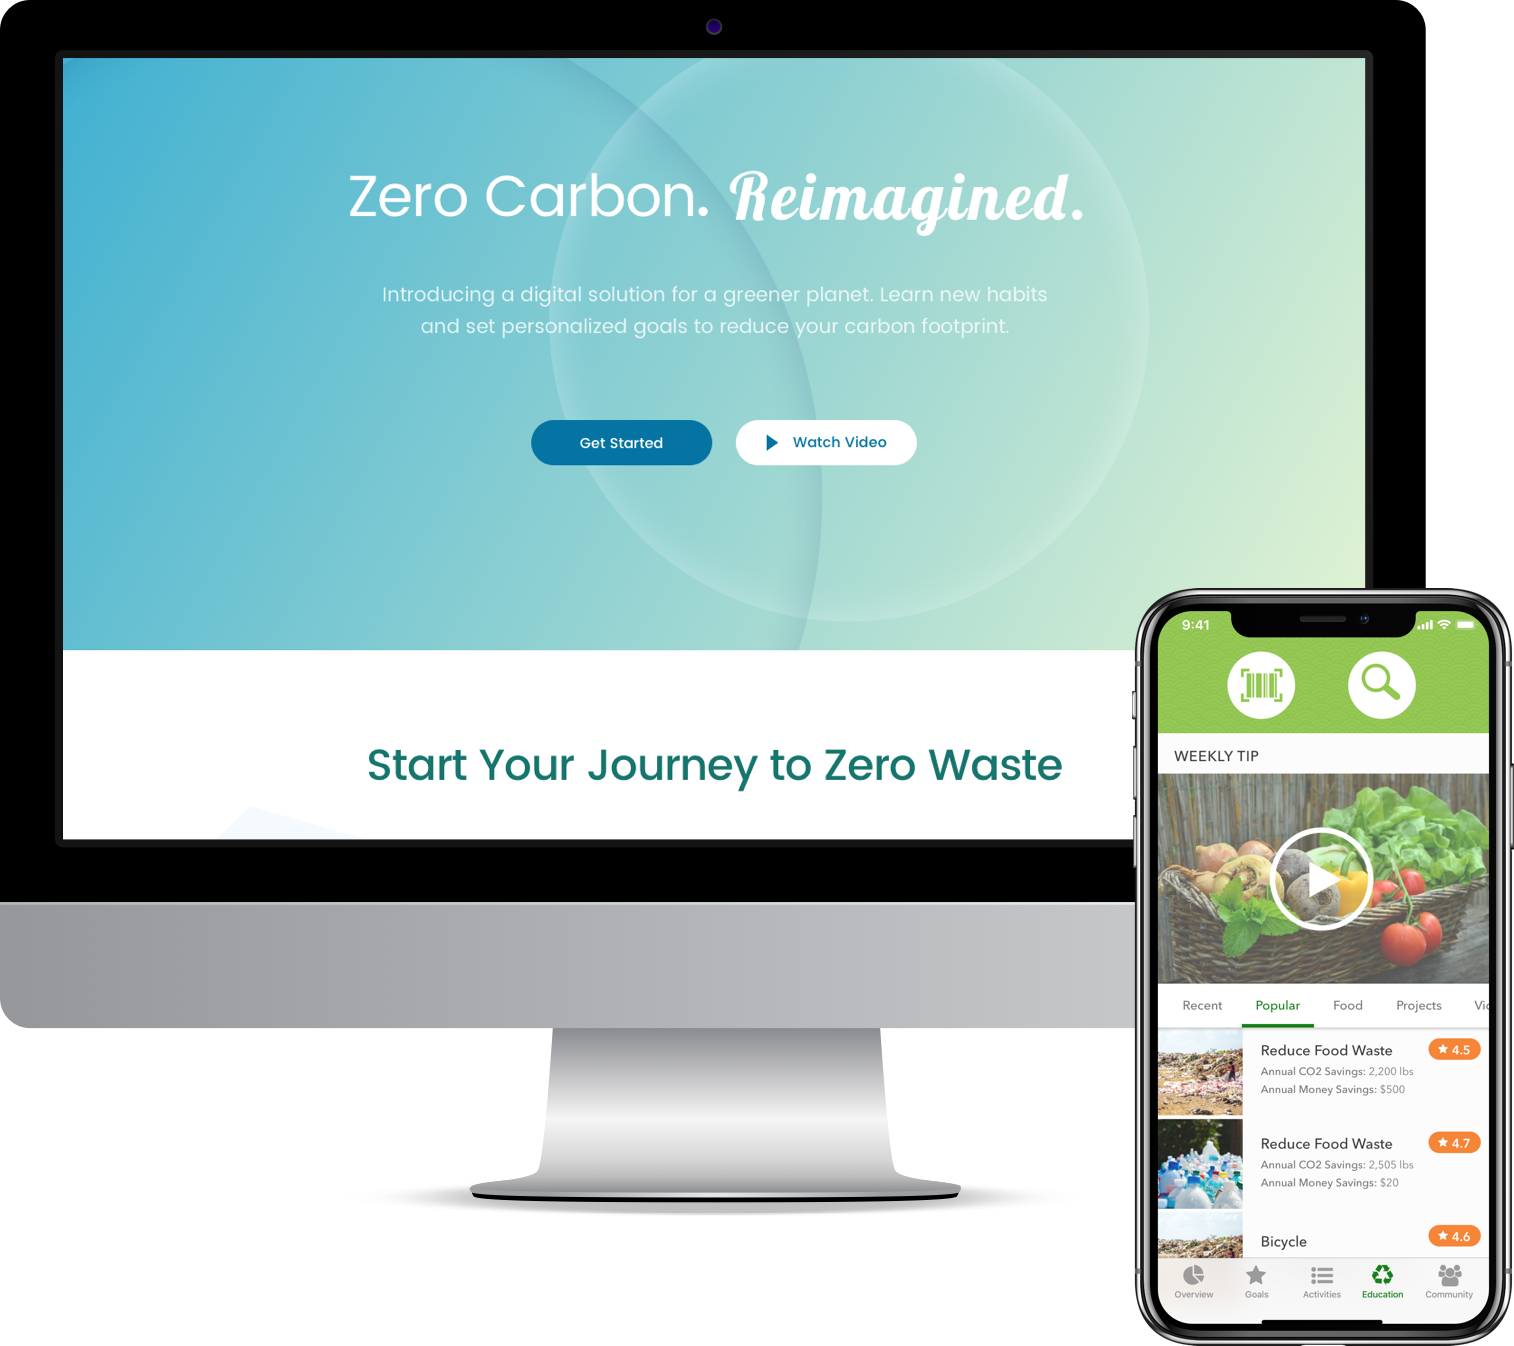 Zero Carbon. Reimagined.
Introducing a digital solution for a greener planet. Learn new habits
and set personalized goals to reduce your carbon footprint.
Get Started
Watch Video
Start Your Journey to Zero Waste
9:41
WEEKLY TIP
Recent Popular Food Projects
Reduce Food Waste 4.5
Annual CO2 Savings: 2,200 lbs
Annual Money Savings: $500
Reduce Food Waste 4.7
Annual CO2 Savings: 2,505 lbs
Annual Money Savings: $20
Bicycle 4.6
Overview Goals Activities Education Community